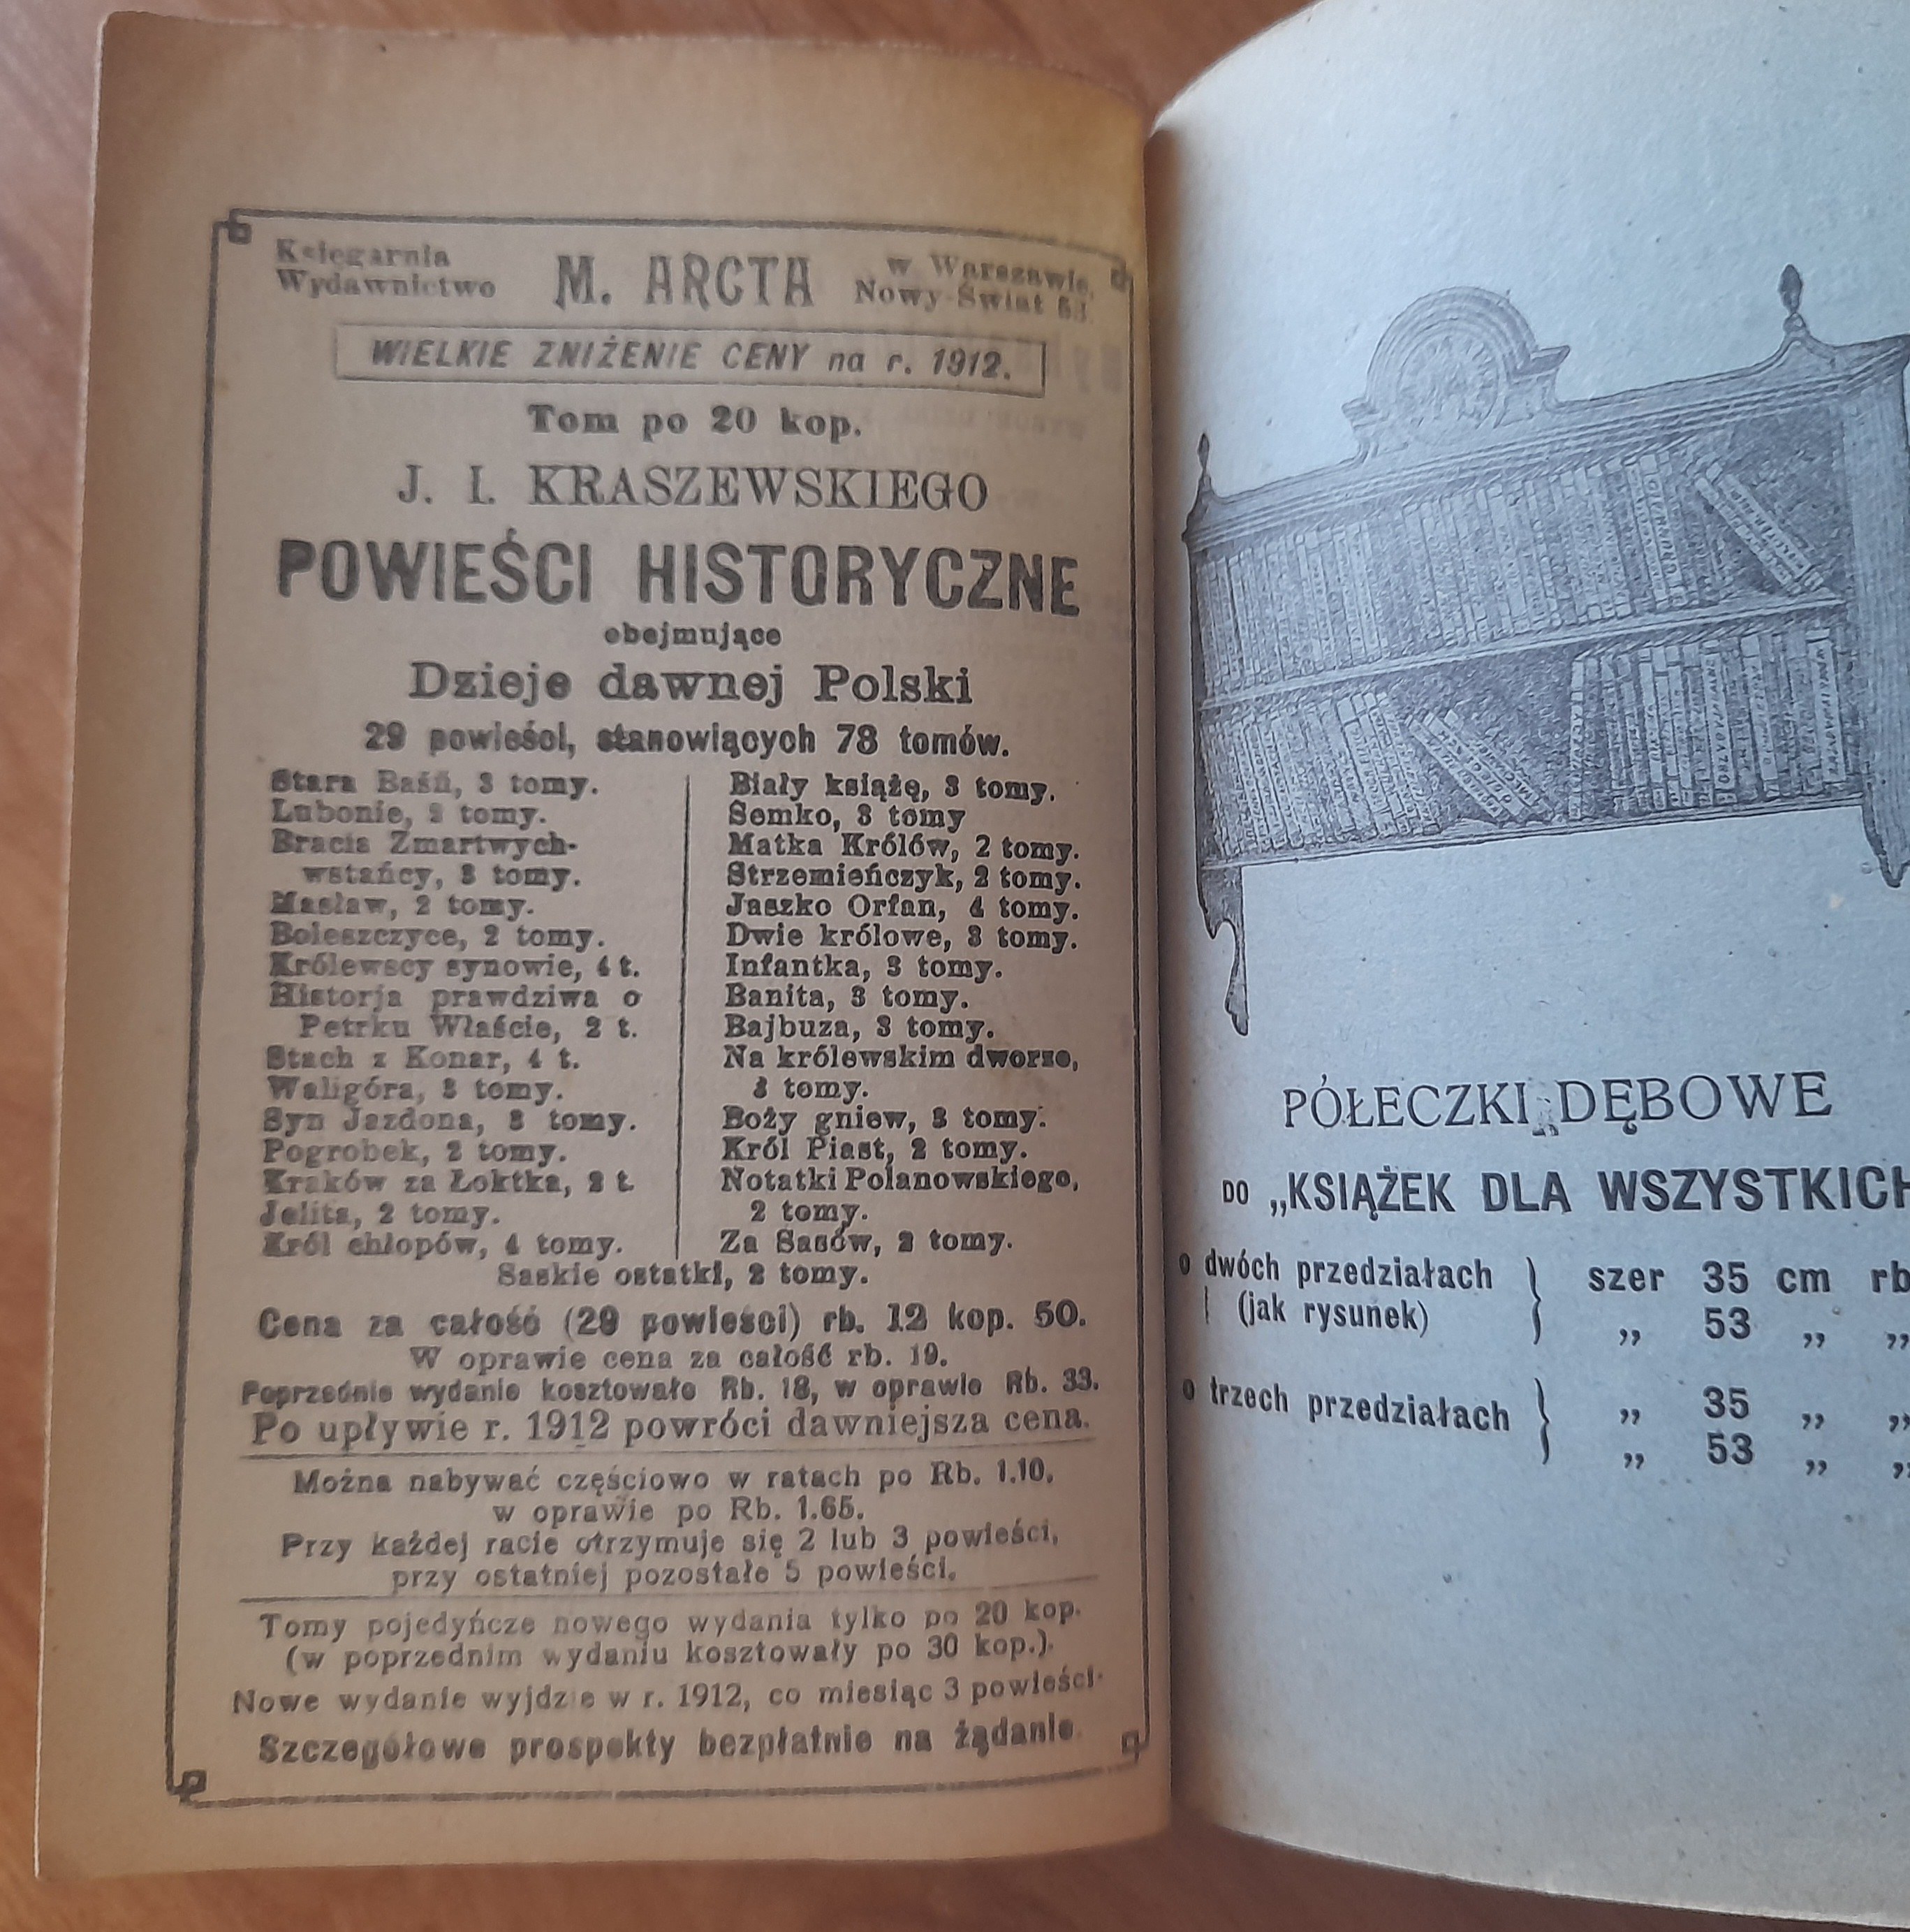 Księgarnia
Wydawnictwo
M. ARCTA
w Warszawie,
Nowy-Świat 53.
WIELKIE ZNIŻENIE CENY na r. 1912.
Tom po 20 kop.
J. I. KRASZEWSKIEGO
POWIEŚCI HISTORYCZNE
obejmujące
Dzieje dawnej Polski
29 powieści, stanowiących 78 tomów.
Stara Baśń, 3 tomy.
Lubonie, 2 tomy.
Bracia Zmartwych-
wstańcy, 3 tomy.
Masław, 2 tomy.
Boleszczyce, 2 tomy.
Królewscy synowie, 4 t.
Historja prawdziwa o
Petrku Właście, 2 t.
Stach z Konar, 4 t.
Waligóra, 3 tomy.
Syn Jazdona, 3 tomy.
Pogrobek, 2 tomy.
Kraków za Łoktka, 2 t.
Jelita, 2 tomy.
Król chłopów, 4 tomy.
Biały książę, 3 tomy.
Semko, 3 tomy
Matka Królów, 2 tomy.
Strzemieńczyk, 2 tomy.
Jaszko Orfan, 4 tomy.
Dwie królowe, 3 tomy.
Infantka, 3 tomy.
Banita, 3 tomy.
Bajbuza, 3 tomy.
Na królewskim dworze,
3 tomy.
Boży gniew, 3 tomy.
Król Piast, 2 tomy.
Notatki Polanowskiego,
2 tomy.
Za Sasów, 2 tomy.
Saskie ostatki, 2 tomy.
Cena za całość (29 powieści) rb. 12 kop. 50.
W oprawie cena za całość rb. 19.
Poprzednie wydanie kosztowało Rb. 18, w oprawie Rb. 33.
Po upływie r. 1912 powróci dawniejsza cena.
Można nabywać częściowo w ratach po Rb. 1.10,
w oprawie po Rb. 1.65.
Przy każdej racie otrzymuje się 2 lub 3 powieści,
przy ostatniej pozostałe 5 powieści.
Tomy pojedyńcze nowego wydania tylko po 20 kop.
(w poprzednim wydaniu kosztowały po 30 kop.).
Nowe wydanie wyjdzie w r. 1912, co miesiąc 3 powieści.
Szczegółowe prospekty bezpłatnie na żądanie.
PÓŁECZKI DĘBOWE
DO „KSIĄŻEK DLA WSZYSTKICH
o dwóch przedziałach } szer 35 cm rb
(jak rysunek) „ 53 „ „
o trzech przedziałach } „ 35 „ „
„ 53 „ „